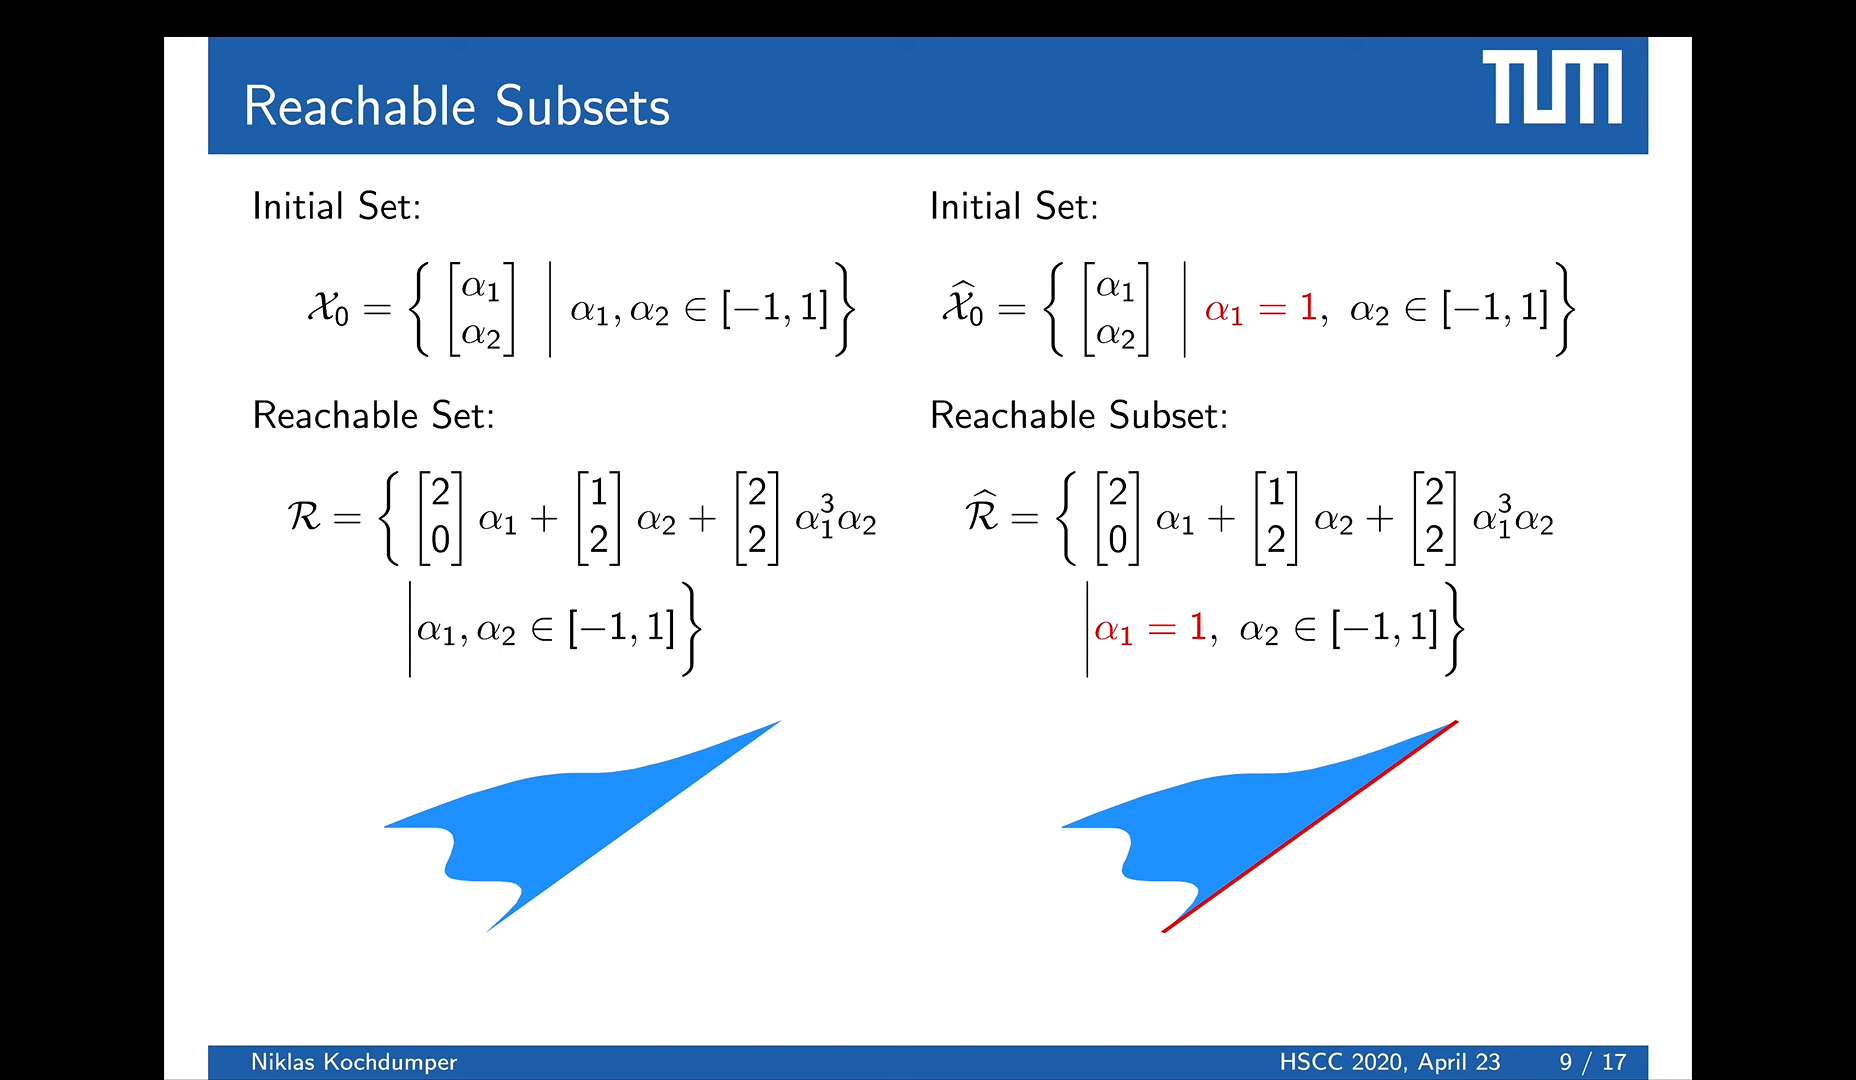 Reachable Subsets
TUM
Initial Set:
𝒳₀ = { [α₁ α₂] | α₁, α₂ ∈ [−1, 1] }
Reachable Set:
ℛ = { [2 0] α₁ + [1 2] α₂ + [2 2] α₁³α₂
| α₁, α₂ ∈ [−1, 1] }
Initial Set:
𝒳̂₀ = { [α₁ α₂] | α₁ = 1, α₂ ∈ [−1, 1] }
Reachable Subset:
ℛ̂ = { [2 0] α₁ + [1 2] α₂ + [2 2] α₁³α₂
| α₁ = 1, α₂ ∈ [−1, 1] }
Niklas Kochdumper
HSCC 2020, April 23
9 / 17